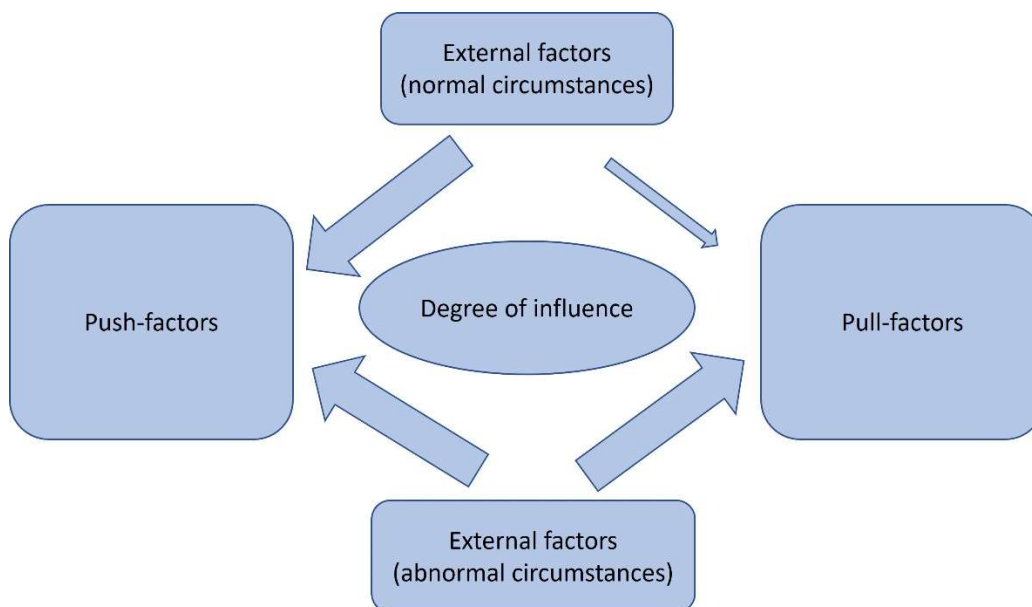 External factors
(normal circumstances)
Push-factors
Degree of influence
Pull-factors
External factors
(abnormal circumstances)